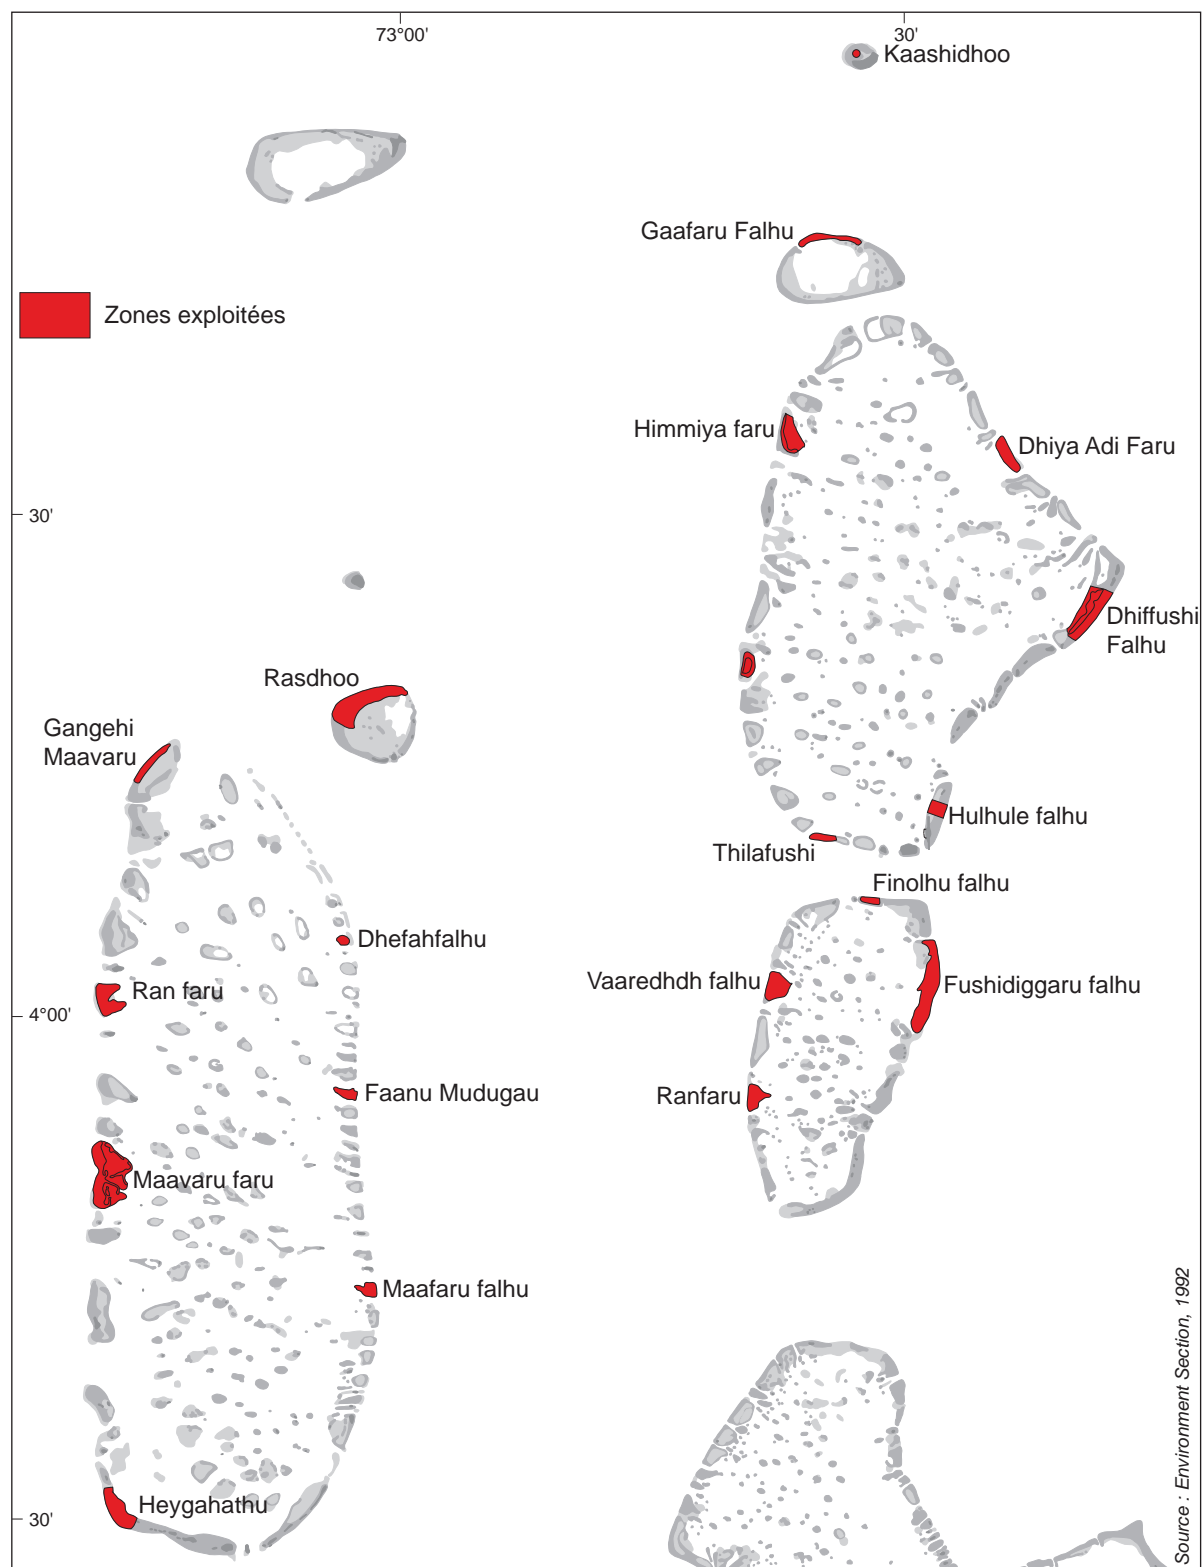 73°00'
30'
Kaashidhoo
Gaafaru Falhu
Zones exploitées
Himmiya faru
Dhiya Adi Faru
30'
Dhiffushi
Falhu
Rasdhoo
Gangehi
Maavaru
Hulhule falhu
Thilafushi
Finolhu falhu
Dhefahfalhu
Vaaredhdh falhu
Fushidiggaru falhu
Ran faru
4°00'
Faanu Mudugau
Ranfaru
Maavaru faru
Maafaru falhu
Heygahathu
30'
Source : Environment Section, 1992